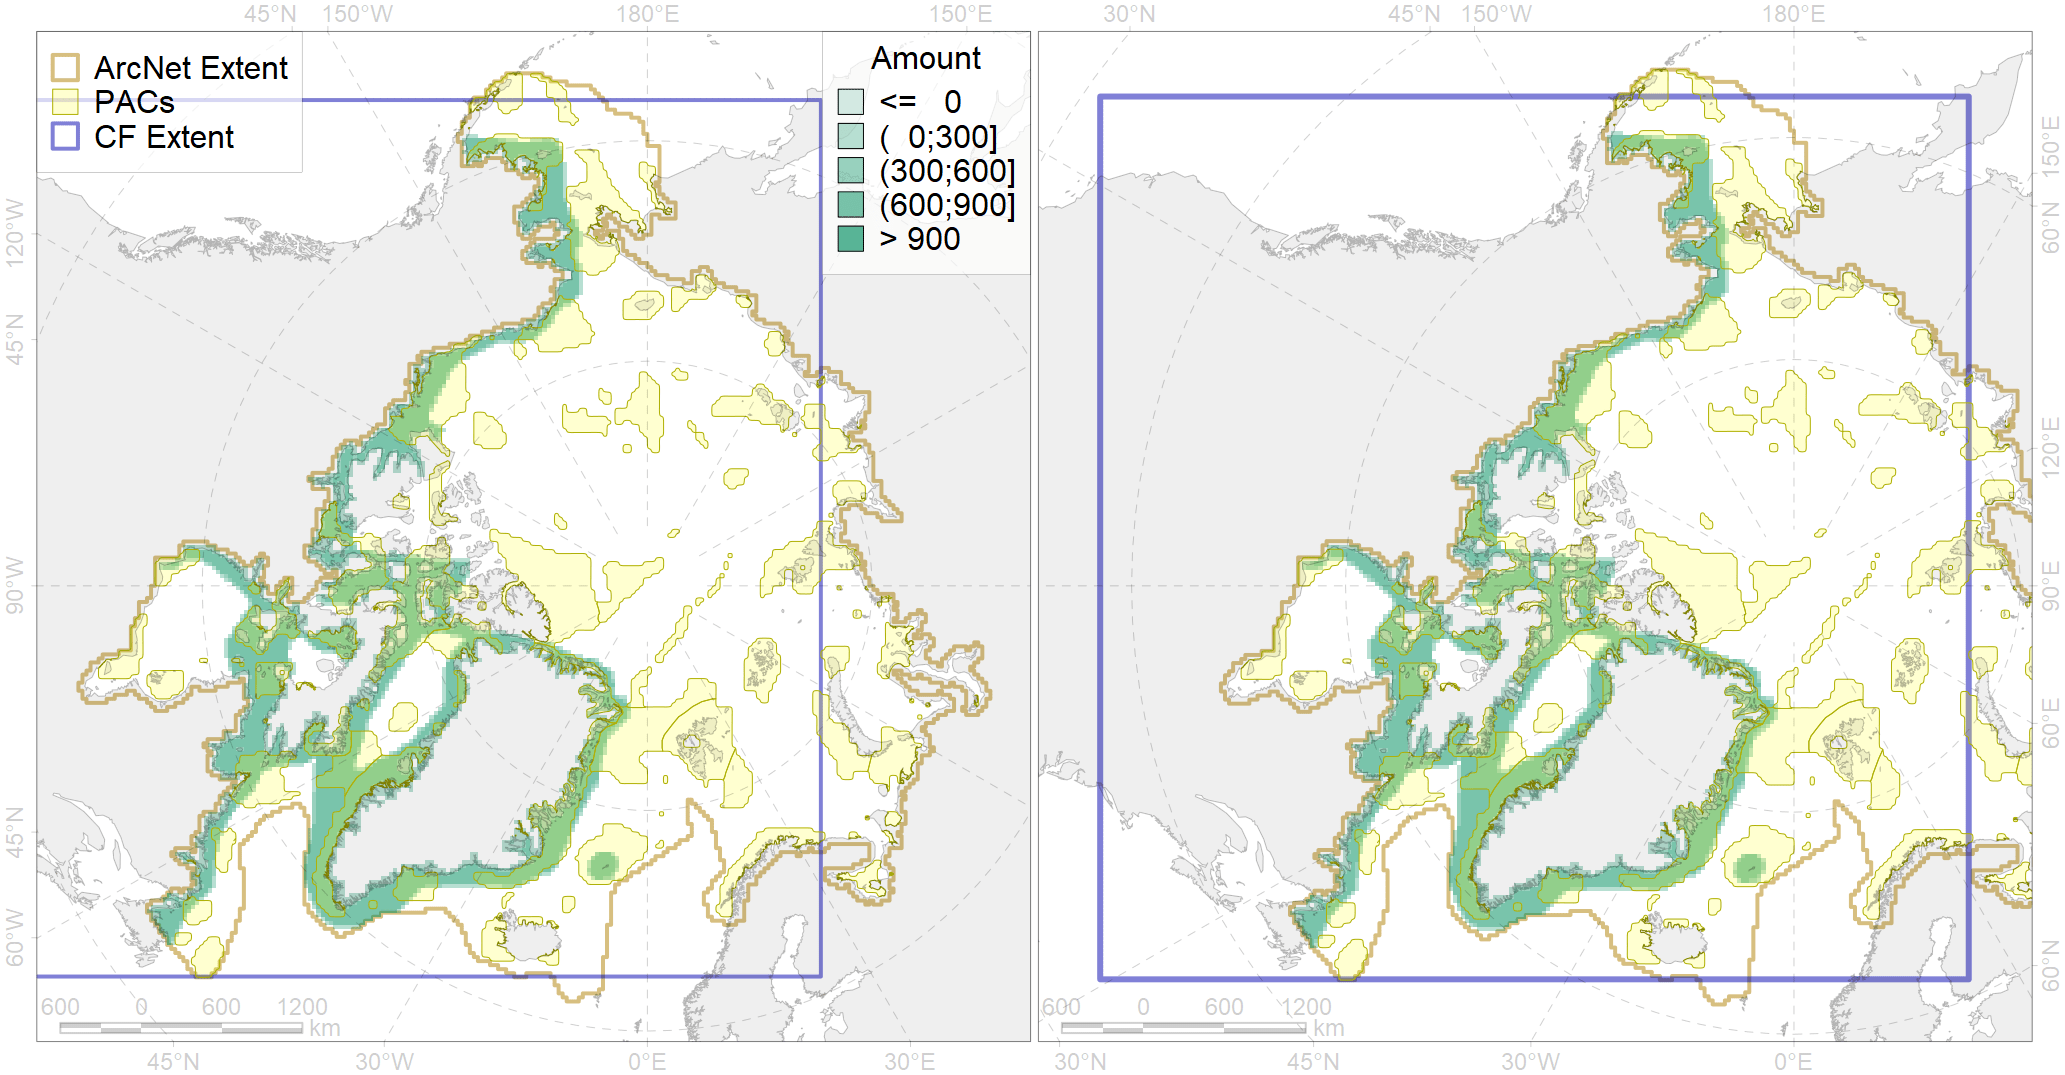 45°N 150°W 180°E 150°E 30°N 45°N 150°W 180°E
ArcNet Extent
PACs
CF Extent
Amount
<= 0
( 0;300]
(300;600]
(600;900]
> 900
120°W
45°N
90°W
45°N
60°W
150°E
60°N
120°E
90°E
60°E
60°N
600 0 600 1200
km
600 0 600 1200
km
45°N 30°W 0°E 30°E 30°N 45°N 30°W 0°E